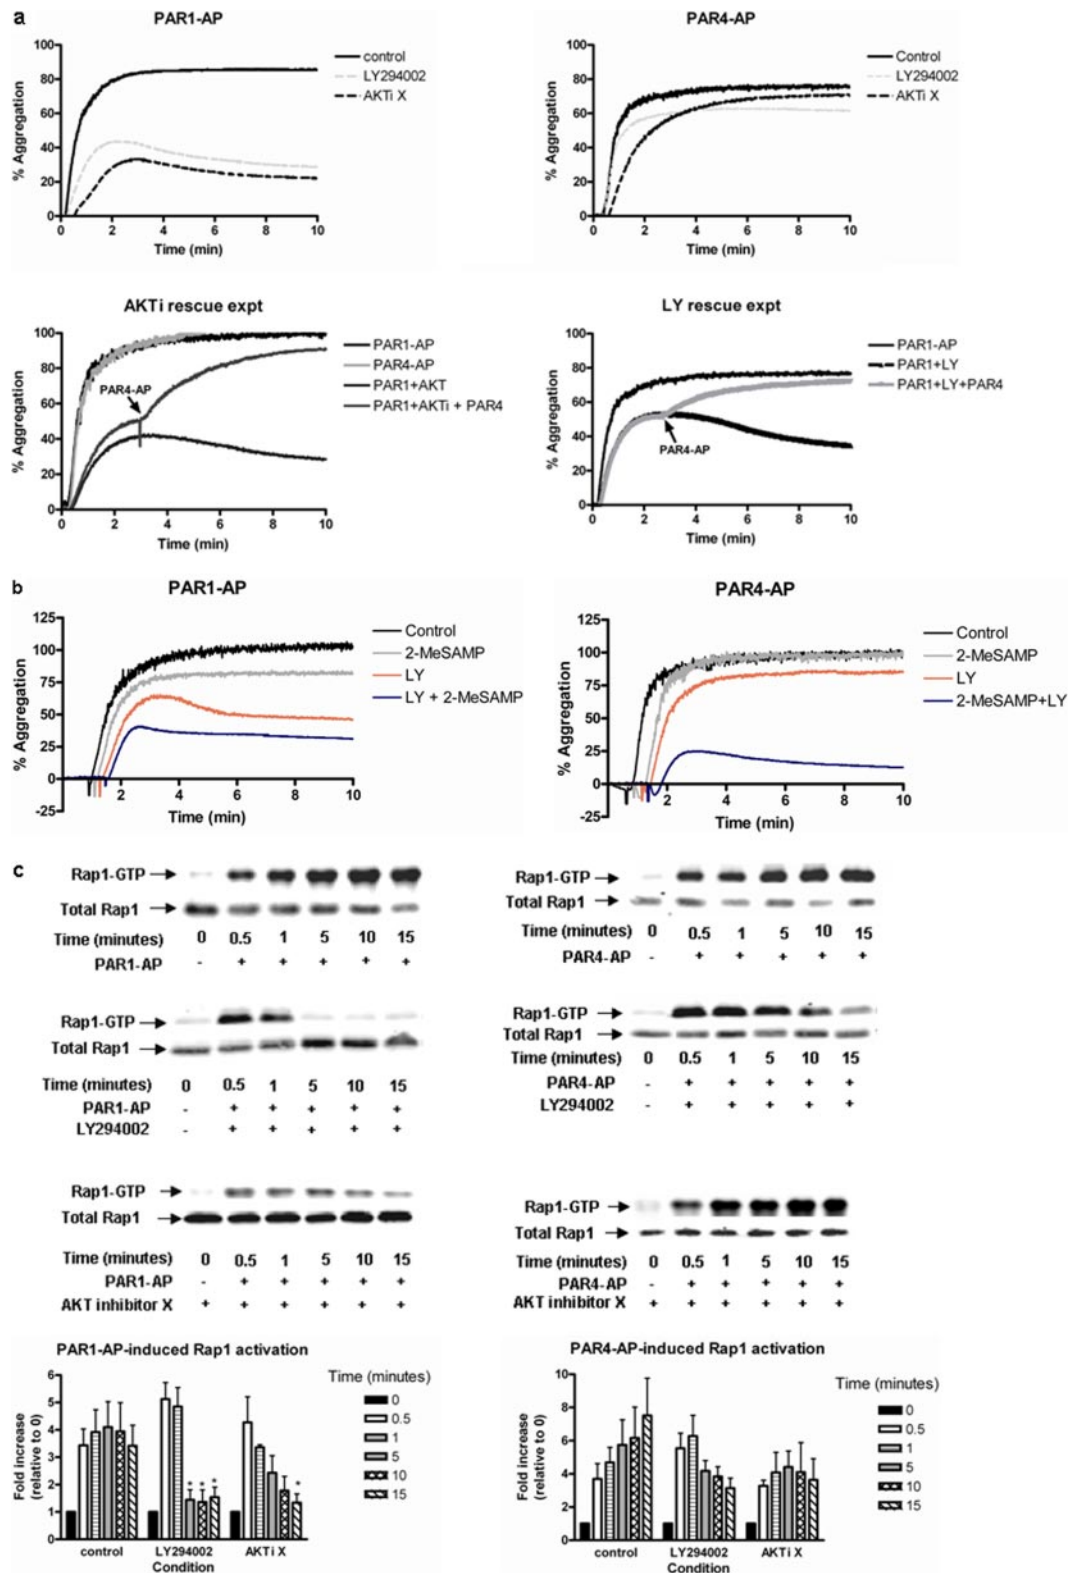 a
PAR1-AP
% Aggregation
100
80
60
40
20
0
0 2 4 6 8 10
Time (min)
control
LY294002
AKTi X
PAR4-AP
% Aggregation
100
80
60
40
20
0
0 2 4 6 8 10
Time (min)
Control
LY294002
AKTi X
AKTi rescue expt
% Aggregation
100
80
60
40
20
0
PAR4-AP
0 2 4 6 8 10
Time (min)
PAR1-AP
PAR4-AP
PAR1+AKT
PAR1+AKTi + PAR4
LY rescue expt
% Aggregation
100
80
60
40
20
0
PAR4-AP
0 2 4 6 8 10
Time (min)
PAR1-AP
PAR1+LY
PAR1+LY+PAR4
b
PAR1-AP
% Aggregation
125
100
75
50
25
0
-25
2 4 6 8 10
Time (min)
Control
2-MeSAMP
LY
LY + 2-MeSAMP
PAR4-AP
% Aggregation
125
100
75
50
25
0
-25
2 4 6 8 10
Time (min)
Control
2-MeSAMP
LY
2-MeSAMP+LY
c
Rap1-GTP
Total Rap1
Time (minutes) 0 0.5 1 5 10 15
PAR1-AP - + + + + +
Rap1-GTP
Total Rap1
Time (minutes) 0 0.5 1 5 10 15
PAR4-AP - + + + + +
Rap1-GTP
Total Rap1
Time (minutes) 0 0.5 1 5 10 15
PAR1-AP - + + + + +
LY294002 - + + + + +
Rap1-GTP
Total Rap1
Time (minutes) 0 0.5 1 5 10 15
PAR4-AP - + + + + +
LY294002 - + + + + +
Rap1-GTP
Total Rap1
Time (minutes) 0 0.5 1 5 10 15
PAR1-AP - + + + + +
AKT inhibitor X + + + + + +
Rap1-GTP
Total Rap1
Time (minutes) 0 0.5 1 5 10 15
PAR4-AP - + + + + +
AKT inhibitor X + + + + + +
PAR1-AP-induced Rap1 activation
Fold increase
(relative to 0)
6
5
4
3
2
1
0
* * * *
control LY294002 AKTi X
Condition
Time (minutes)
0
0.5
1
5
10
15
PAR4-AP-induced Rap1 activation
Fold increase
(relative to 0)
10
8
6
4
2
0
control LY294002 AKTi X
Condition
Time (minutes)
0
0.5
1
5
10
15